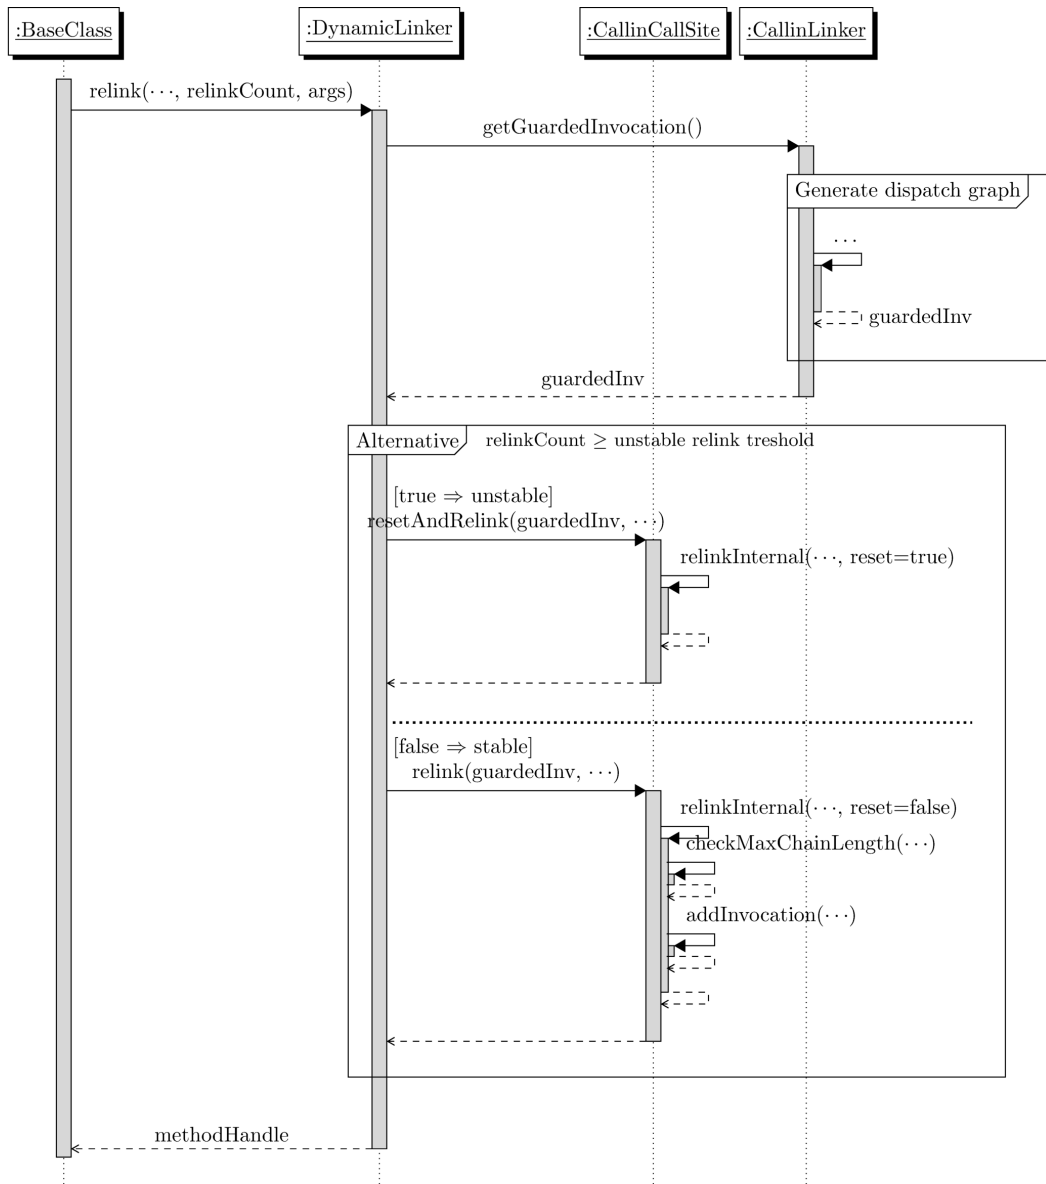 :BaseClass
:DynamicLinker
:CallinCallSite
:CallinLinker
relink(···, relinkCount, args)
getGuardedInvocation()
Generate dispatch graph
···
guardedInv
guardedInv
Alternative
relinkCount ≥ unstable relink treshold
[true ⇒ unstable]
resetAndRelink(guardedInv, ···)
relinkInternal(···, reset=true)
[false ⇒ stable]
relink(guardedInv, ···)
relinkInternal(···, reset=false)
checkMaxChainLength(···)
addInvocation(···)
methodHandle